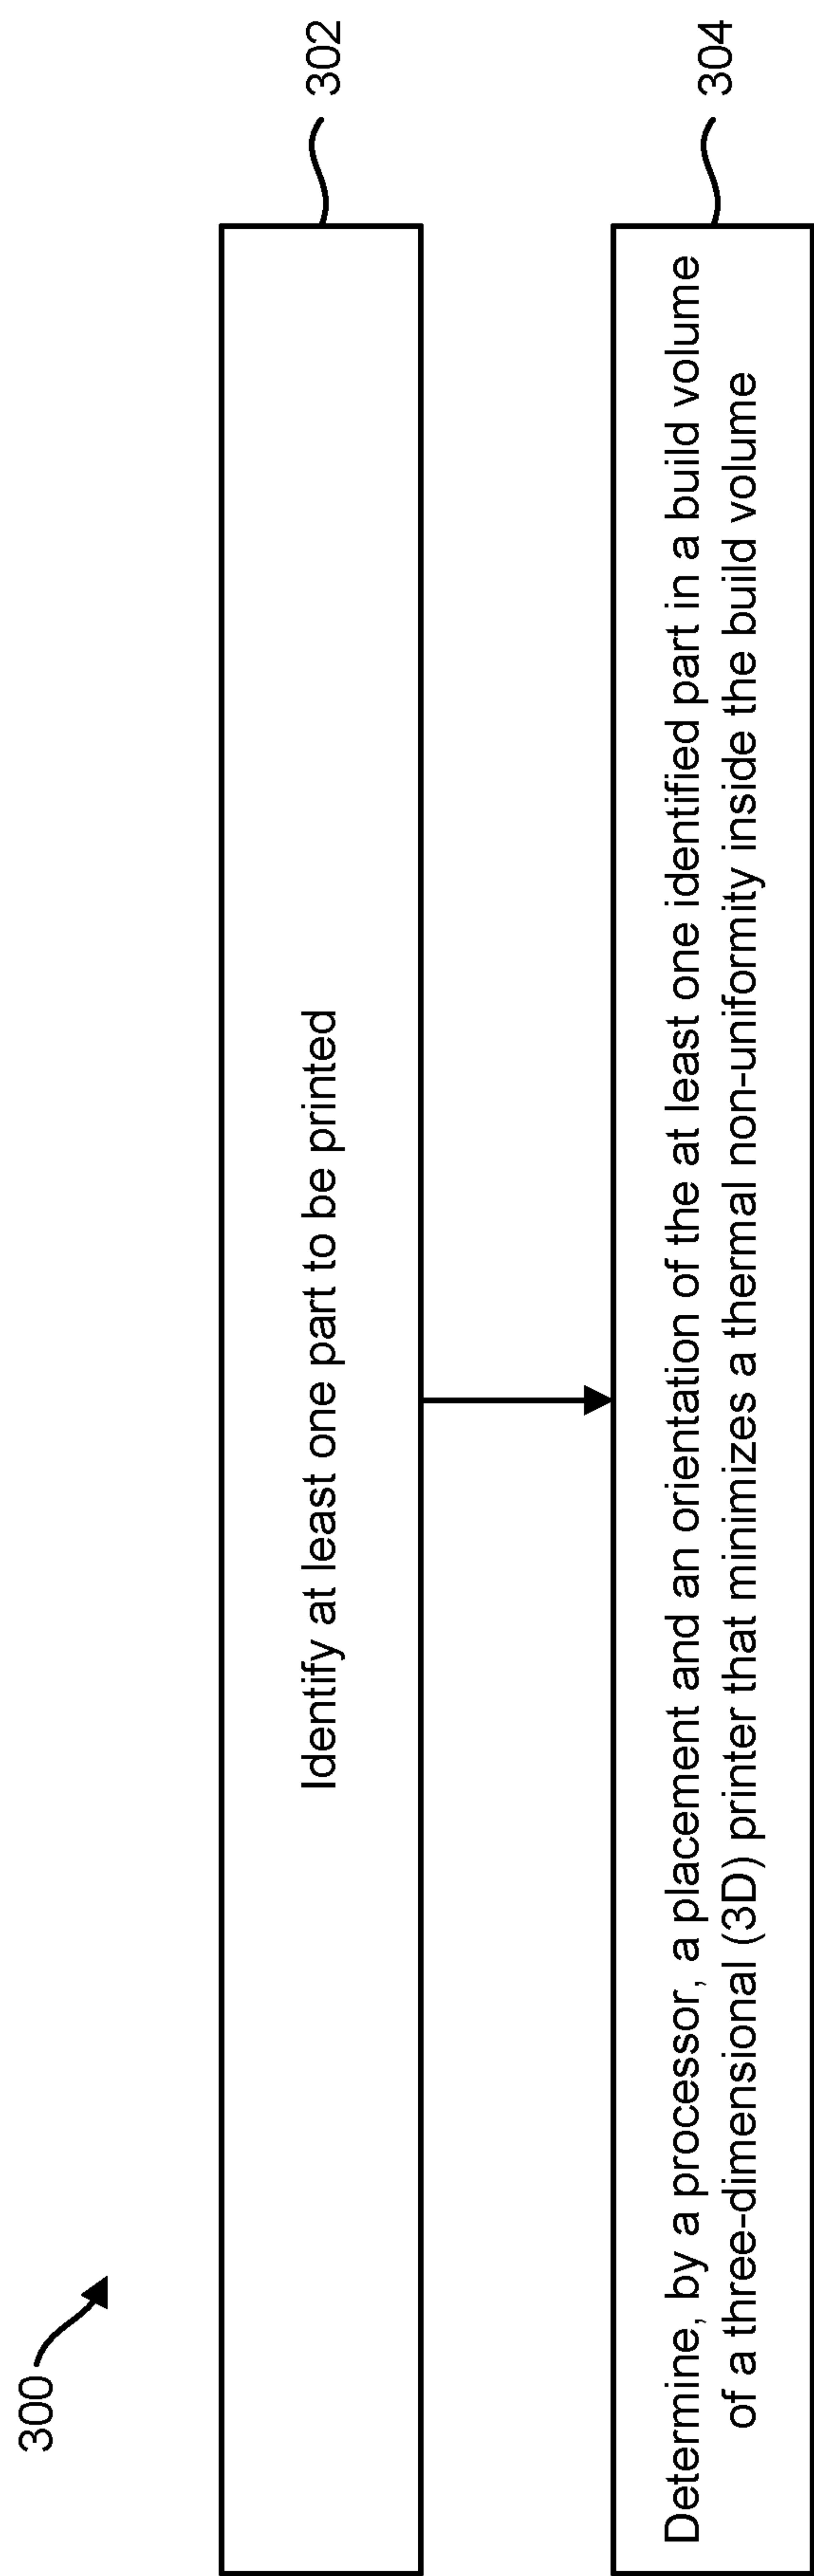 300
Identify at least one part to be printed
302
Determine, by a processor, a placement and an orientation of the at least one identified part in a build volume
of a three-dimensional (3D) printer that minimizes a thermal non-uniformity inside the build volume
304